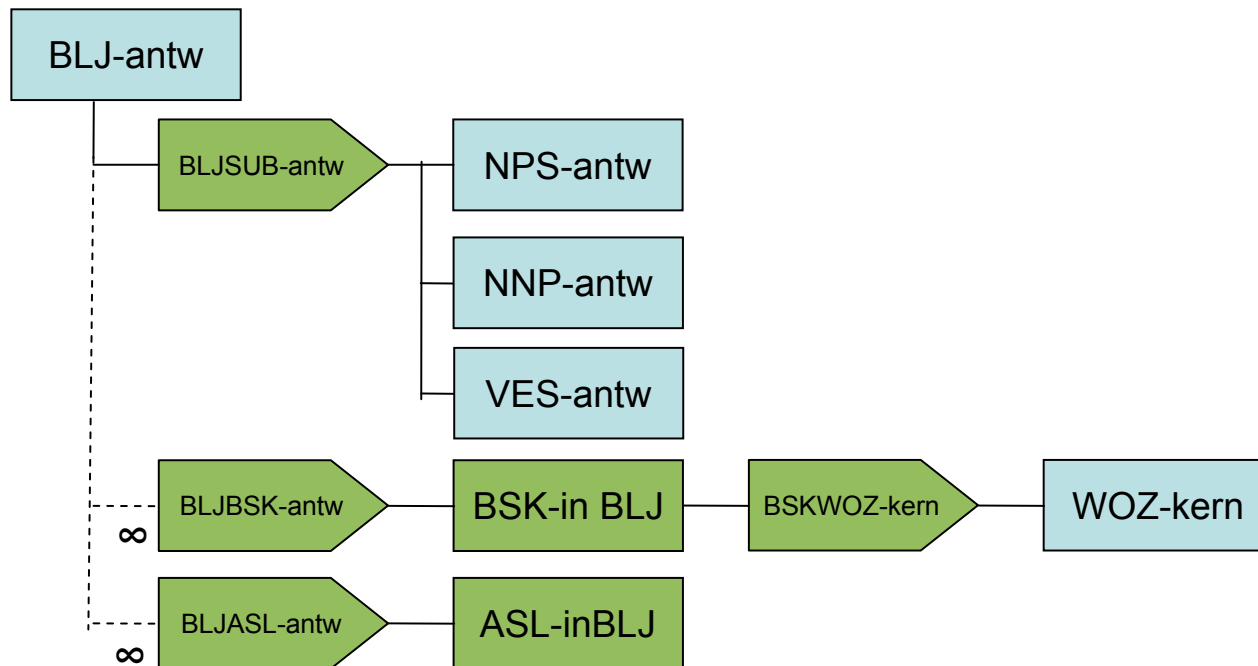 BLJ-antw
BLJSUB-antw
NPS-antw
NNP-antw
VES-antw
BLJBSK-antw
BSK-in BLJ
BSKWOZ-kern
WOZ-kern
∞
BLJASL-antw
ASL-inBLJ
∞